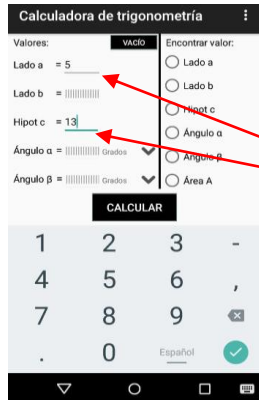 Calculadora de trigonometría
Valores: VACÍO Encontrar valor:
Lado a = 5 Lado a
Lado b = Lado b
Hipot c = 13 Hipot c
Ángulo α = Grados Ángulo α
Ángulo β = Grados Ángulo β
Área A
CALCULAR
1 2 3 -
4 5 6 ,
7 8 9
. 0 Español